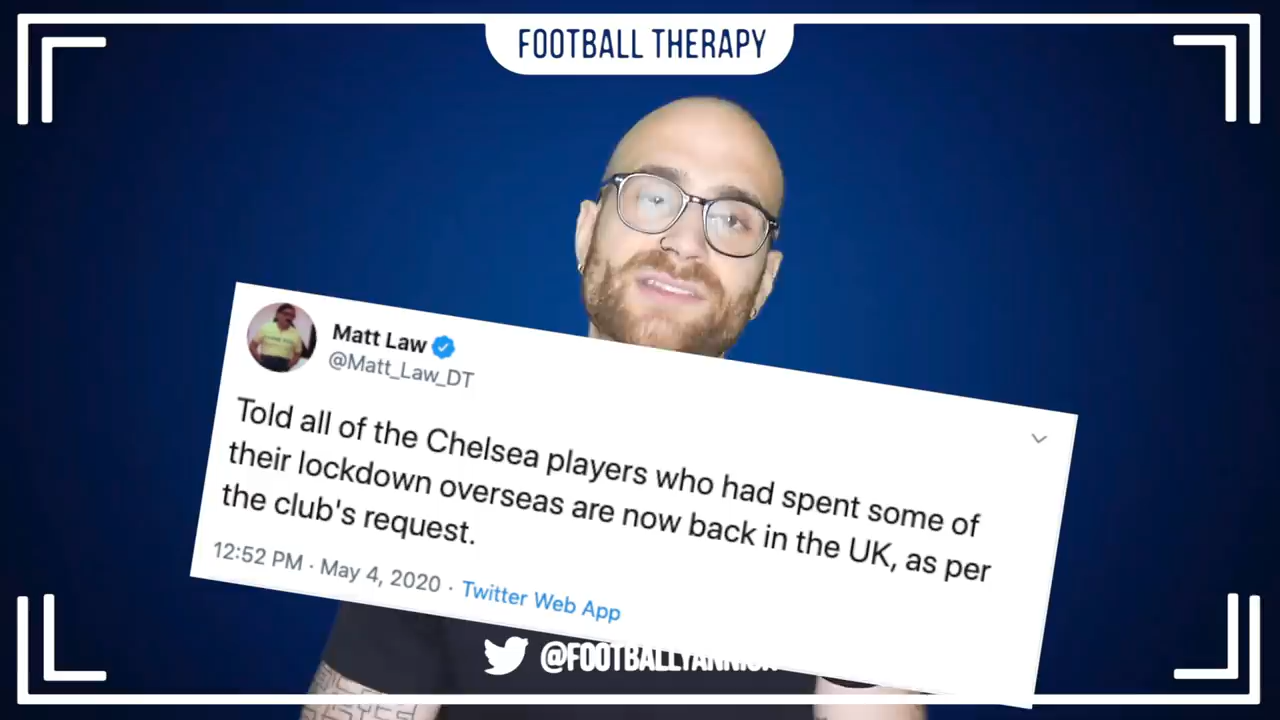 FOOTBALL THERAPY
Matt Law
@Matt_Law_DT
Told all of the Chelsea players who had spent some of
their lockdown overseas are now back in the UK, as per
the club's request.
12:52 PM · May 4, 2020 · Twitter Web App